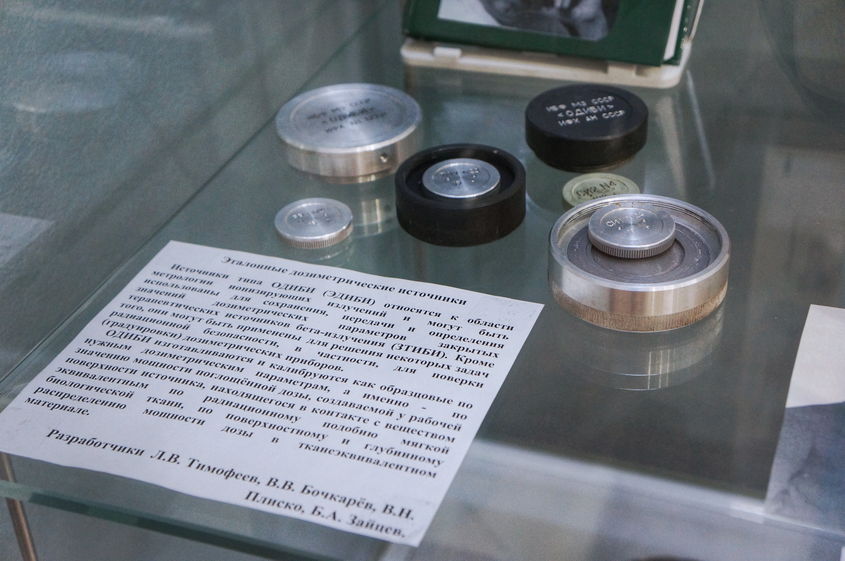 ИБФ МЗ СССР
«ОДИБИ»
ИФХ АН СССР
Эталонные дозиметрические источники
Источники типа ОДИБИ (ЭДИБИ) относятся к области
метрологии ионизирующих излучений и могут быть
использованы для сохранения, передачи и определения
значений дозиметрических параметров закрытых
терапевтических источников бета-излучения (ЗТИБИ). Кроме
того, они могут быть применены для решения некоторых задач
радиационной безопасности, в частности, для поверки
(градуировки) дозиметрических приборов.
ОДИБИ изготавливаются и калибруются как образцовые по
нужным дозиметрическим параметрам, а именно - по
значению мощности поглощённой дозы, создаваемой у рабочей
поверхности источника, находящегося в контакте с веществом
эквивалентным по радиационному подобию мягкой
биологической ткани, по поверхностному и глубинному
распределению мощности дозы в тканеэквивалентном
материале.
Разработчики Л.В. Тимофеев, В.В. Бочкарёв, В.И.
Плиско, Б.А. Зайцев.